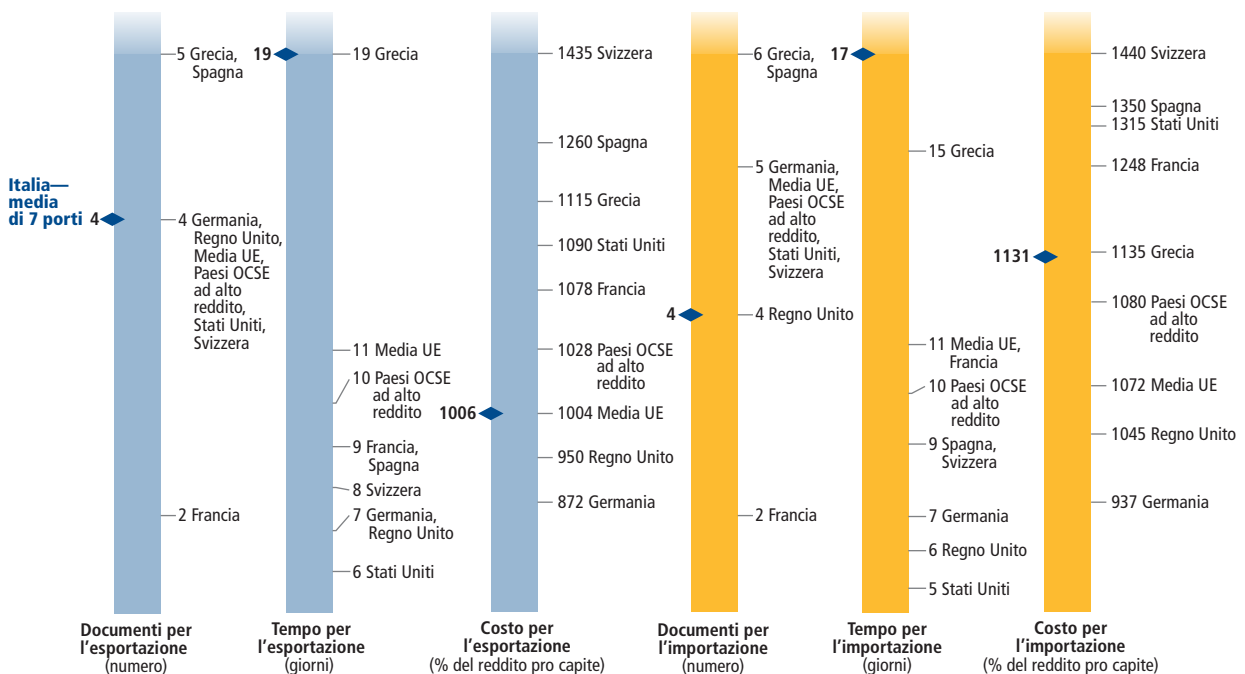 Italia—
media
di 7 porti
4
5 Grecia,
Spagna
4 Germania,
Regno Unito,
Media UE,
Paesi OCSE
ad alto
reddito,
Stati Uniti,
Svizzera
2 Francia
Documenti per
l'esportazione
(numero)
19
19 Grecia
11 Media UE
10 Paesi OCSE
ad alto
reddito
9 Francia,
Spagna
8 Svizzera
7 Germania,
Regno Unito
6 Stati Uniti
Tempo per
l'esportazione
(giorni)
1006
1435 Svizzera
1260 Spagna
1115 Grecia
1090 Stati Uniti
1078 Francia
1028 Paesi OCSE
ad alto
reddito
1004 Media UE
950 Regno Unito
872 Germania
Costo per
l'esportazione
(% del reddito pro capite)
4
6 Grecia,
Spagna
5 Germania,
Media UE,
Paesi OCSE
ad alto
reddito,
Stati Uniti,
Svizzera
4 Regno Unito
2 Francia
Documenti per
l'importazione
(numero)
17
15 Grecia
11 Media UE,
Francia
10 Paesi OCSE
ad alto
reddito
9 Spagna,
Svizzera
7 Germania
6 Regno Unito
5 Stati Uniti
Tempo per
l'importazione
(giorni)
1131
1440 Svizzera
1350 Spagna
1315 Stati Uniti
1248 Francia
1135 Grecia
1080 Paesi OCSE
ad alto
reddito
1072 Media UE
1045 Regno Unito
937 Germania
Costo per
l'importazione
(% del reddito pro capite)